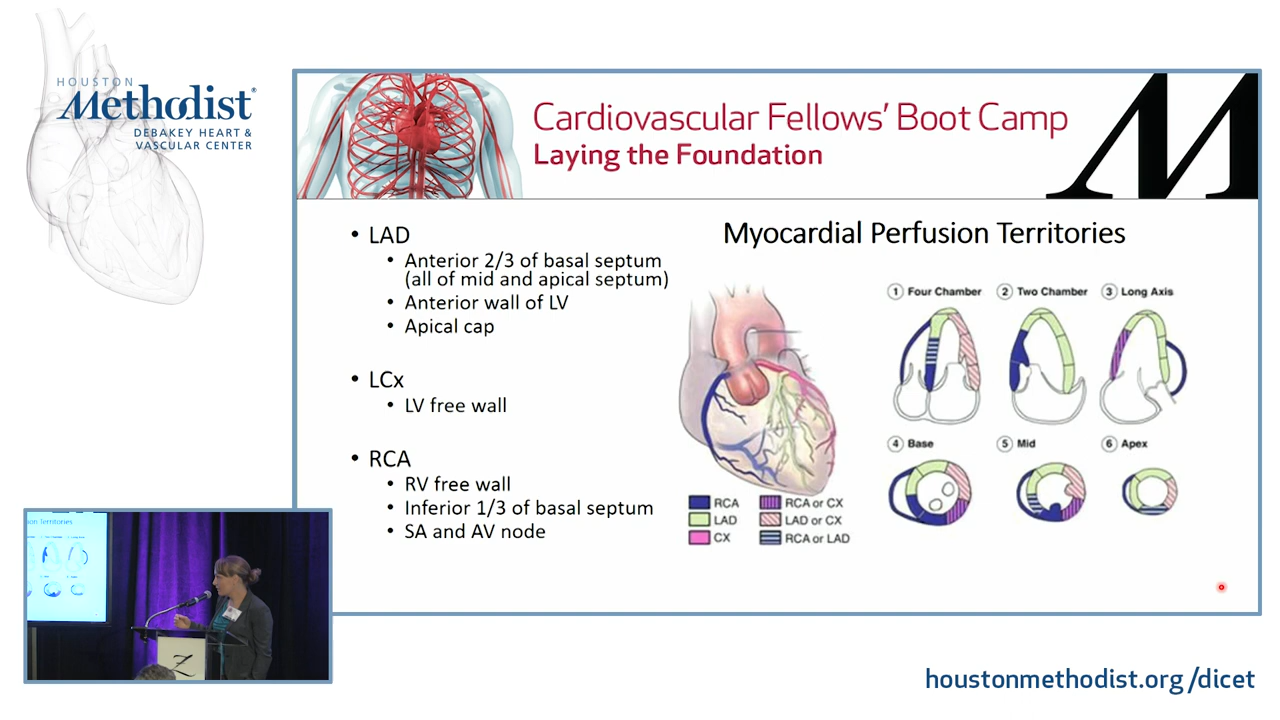 HOUSTON
Methodist®
DEBAKEY HEART &
VASCULAR CENTER
Cardiovascular Fellows' Boot Camp
Laying the Foundation
M
• LAD
• Anterior 2/3 of basal septum
(all of mid and apical septum)
• Anterior wall of LV
• Apical cap
• LCx
• LV free wall
• RCA
• RV free wall
• Inferior 1/3 of basal septum
• SA and AV node
Myocardial Perfusion Territories
1 Four Chamber
2 Two Chamber
3 Long Axis
4 Base
5 Mid
6 Apex
RCA
LAD
CX
RCA or CX
LAD or CX
RCA or LAD
ion Territories
Z
houstonmethodist.org/dicet